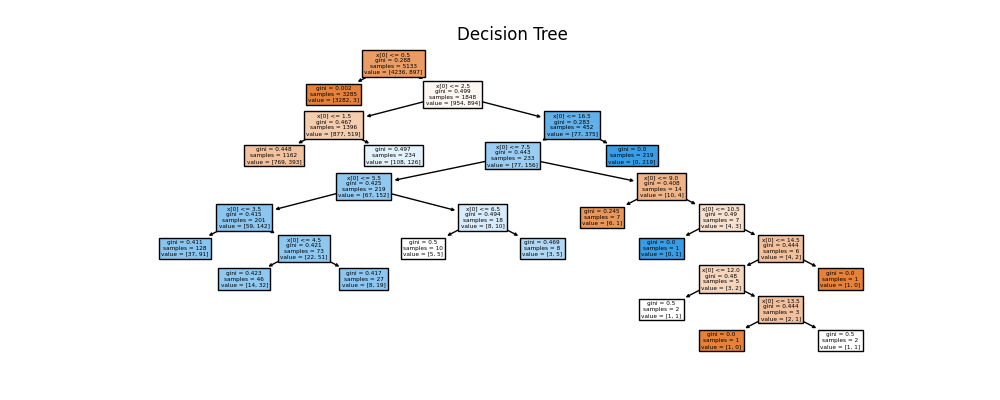 Decision Tree
x[0] <= 0.5
gini = 0.288
samples = 5133
value = [4236, 897]
gini = 0.002
samples = 3285
value = [3282, 3]
x[0] <= 2.5
gini = 0.499
samples = 1848
value = [954, 894]
x[0] <= 1.5
gini = 0.467
samples = 1396
value = [877, 519]
x[0] <= 16.5
gini = 0.283
samples = 452
value = [77, 375]
gini = 0.448
samples = 1162
value = [769, 393]
gini = 0.497
samples = 234
value = [108, 126]
x[0] <= 7.5
gini = 0.443
samples = 233
value = [77, 156]
gini = 0.0
samples = 219
value = [0, 219]
x[0] <= 5.5
gini = 0.425
samples = 219
value = [67, 152]
x[0] <= 9.0
gini = 0.408
samples = 14
value = [10, 4]
x[0] <= 3.5
gini = 0.415
samples = 201
value = [59, 142]
x[0] <= 6.5
gini = 0.494
samples = 18
value = [8, 10]
gini = 0.245
samples = 7
value = [6, 1]
x[0] <= 10.5
gini = 0.49
samples = 7
value = [4, 3]
gini = 0.411
samples = 128
value = [37, 91]
x[0] <= 4.5
gini = 0.421
samples = 73
value = [22, 51]
gini = 0.5
samples = 10
value = [5, 5]
gini = 0.469
samples = 8
value = [3, 5]
gini = 0.0
samples = 1
value = [0, 1]
x[0] <= 14.5
gini = 0.444
samples = 6
value = [4, 2]
gini = 0.423
samples = 46
value = [14, 32]
gini = 0.417
samples = 27
value = [8, 19]
x[0] <= 12.0
gini = 0.48
samples = 5
value = [3, 2]
gini = 0.0
samples = 1
value = [1, 0]
gini = 0.5
samples = 2
value = [1, 1]
x[0] <= 13.5
gini = 0.444
samples = 3
value = [2, 1]
gini = 0.0
samples = 1
value = [1, 0]
gini = 0.5
samples = 2
value = [1, 1]